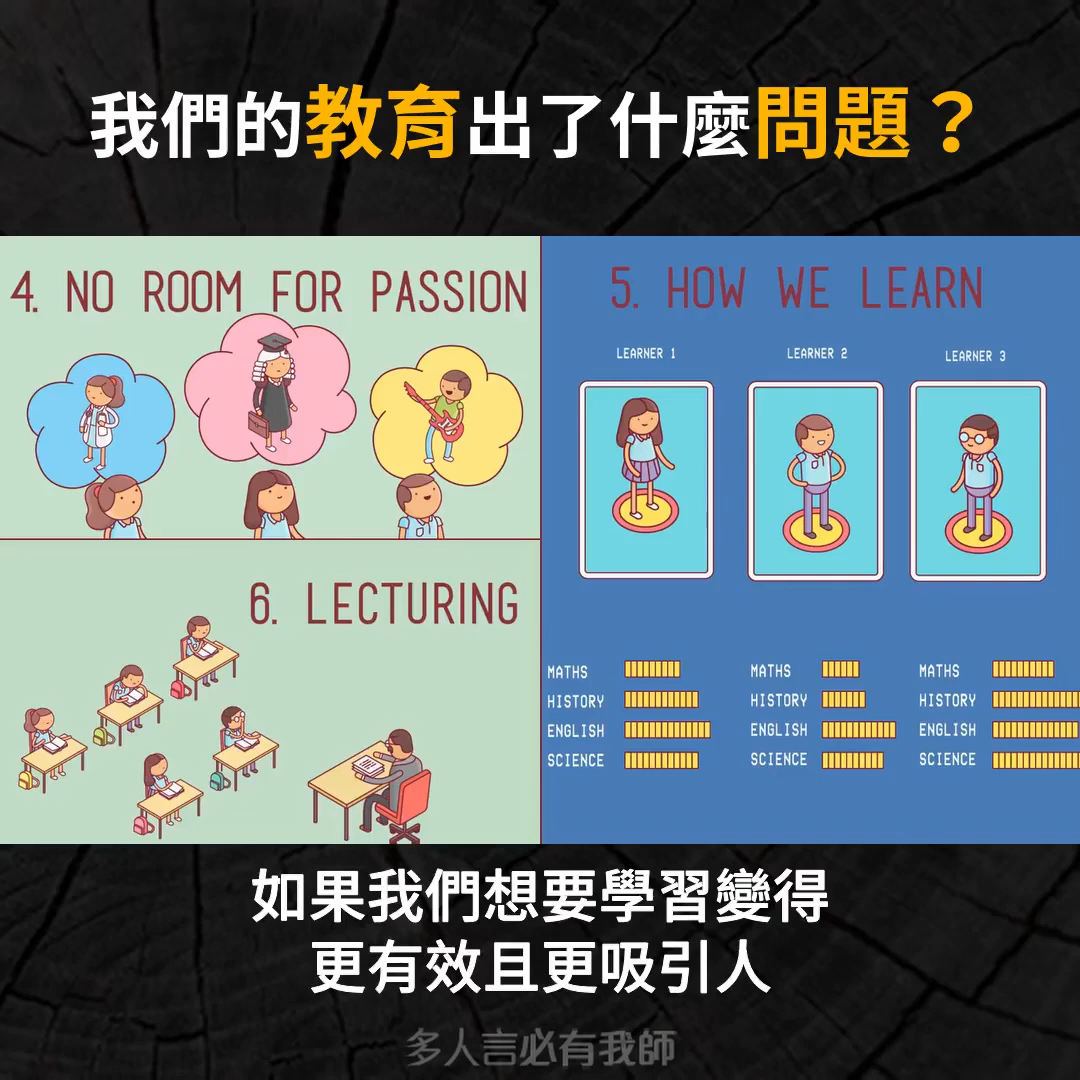 我們的教育出了什麼問題？
4. NO ROOM FOR PASSION
5. HOW WE LEARN
LEARNER 1
LEARNER 2
LEARNER 3
6. LECTURING
MATHS
HISTORY
ENGLISH
SCIENCE
MATHS
HISTORY
ENGLISH
SCIENCE
MATHS
HISTORY
ENGLISH
SCIENCE
如果我們想要學習變得
更有效且更吸引人
多人言必有我師